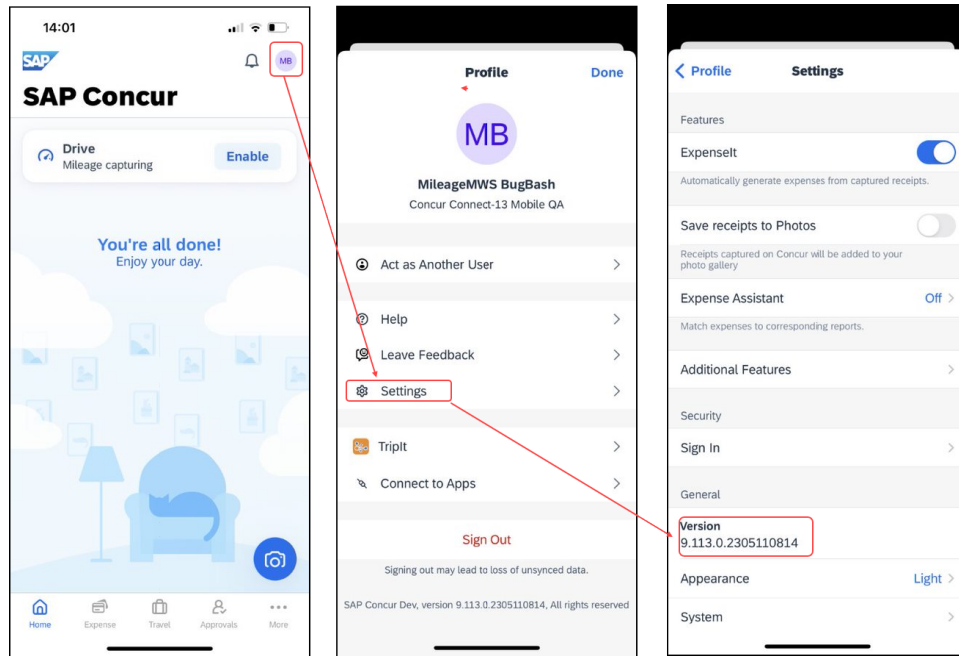 14:01
SAP
MB
SAP Concur
Drive
Mileage capturing
Enable
You're all done!
Enjoy your day.
Home
Expense
Travel
Approvals
More
Profile
Done
MB
MileageMWS BugBash
Concur Connect-13 Mobile QA
Act as Another User
Help
Leave Feedback
Settings
TripIt
Connect to Apps
Sign Out
Signing out may lead to loss of unsynced data.
SAP Concur Dev, version 9.113.0.2305110814, All rights reserved
Profile
Settings
Features
ExpenseIt
Automatically generate expenses from captured receipts.
Save receipts to Photos
Receipts captured on Concur will be added to your
photo gallery
Expense Assistant
Off
Match expenses to corresponding reports.
Additional Features
Security
Sign In
General
Version
9.113.0.2305110814
Appearance
Light
System